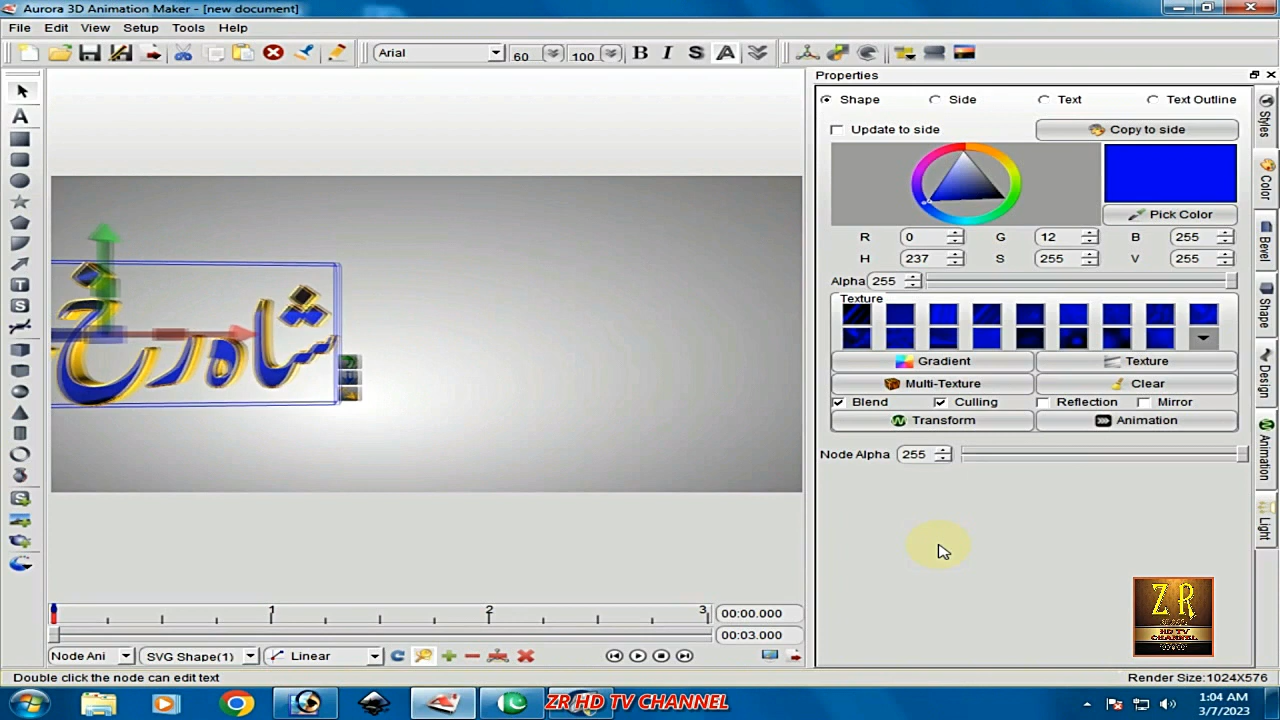 Aurora 3D Animation Maker - [new document]
File Edit View Setup Tools Help
Arial 60 100 B I S A
Properties
Shape Side Text Text Outline
Update to side Copy to side
Pick Color
R 0 G 12 B 255
H 237 S 255 V 255
Alpha 255
Texture
Gradient Texture
Multi-Texture Clear
Blend Culling Reflection Mirror
Transform Animation
Node Alpha 255
Styles
Color
Bevel
Shape
Design
Animation
Light
شاہ رخ
ZR
HD TV
CHANNEL
1 2 3
00:00.000
00:03.000
Node Ani SVG Shape(1) Linear
Double click the node can edit text
Render Size:1024X576
ZR HD TV CHANNEL
1:04 AM
3/7/2023